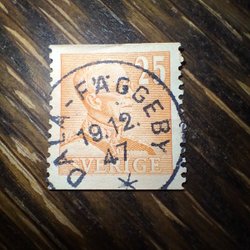 25
DALA-FÄGGEBY
19.12.
47
*
SVERIGE